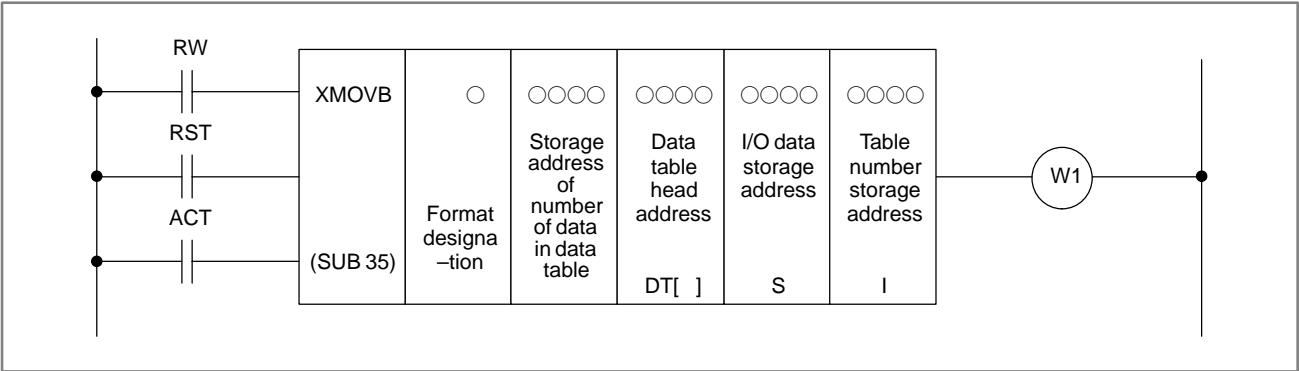 RW
RST
ACT
XMOVB
(SUB 35)
○
Format
designa
–tion
○○○○
Storage
address
of
number
of data
in data
table
○○○○
Data
table
head
address
DT[ ]
○○○○
I/O data
storage
address
S
○○○○
Table
number
storage
address
I
W1